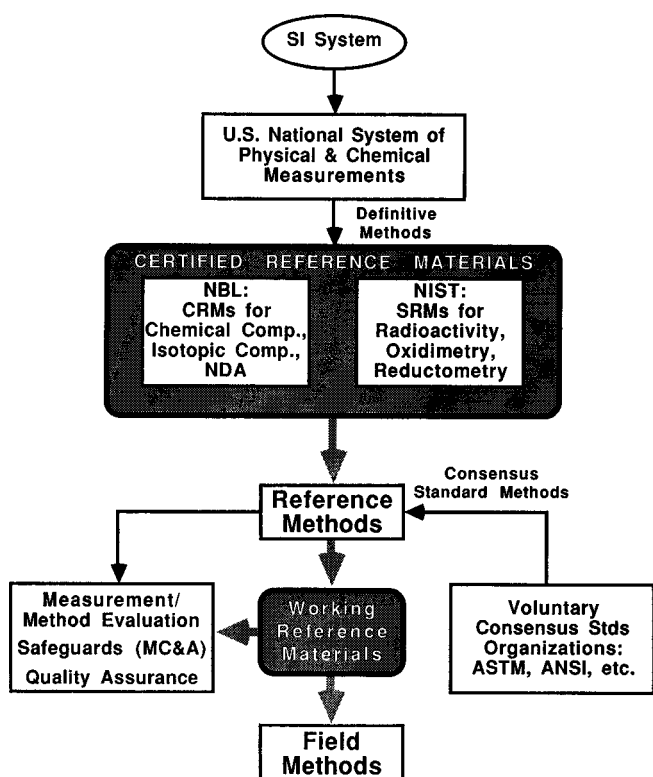 SI System
U.S. National System of
Physical & Chemical
Measurements
Definitive
Methods
CERTIFIED REFERENCE MATERIALS
NBL:
CRMs for
Chemical Comp.,
Isotopic Comp.,
NDA
NIST:
SRMs for
Radioactivity,
Oxidimetry,
Reductometry
Consensus
Standard Methods
Reference
Methods
Measurement/
Method Evaluation
Safeguards (MC&A)
Quality Assurance
Working
Reference
Materials
Voluntary
Consensus Stds
Organizations:
ASTM, ANSI, etc.
Field
Methods